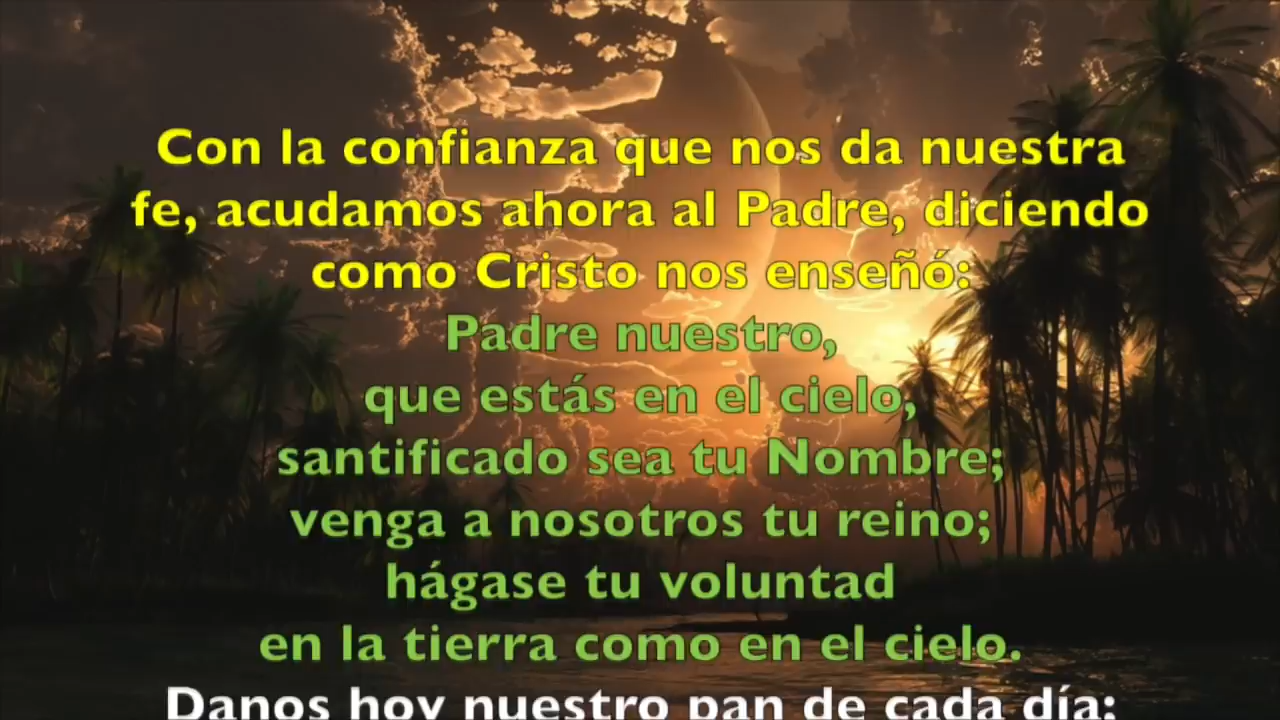 Con la confianza que nos da nuestra
fe, acudamos ahora al Padre, diciendo
como Cristo nos enseñó:
Padre nuestro,
que estás en el cielo,
santificado sea tu Nombre;
venga a nosotros tu reino;
hágase tu voluntad
en la tierra como en el cielo.
Danos hoy nuestro pan de cada día;